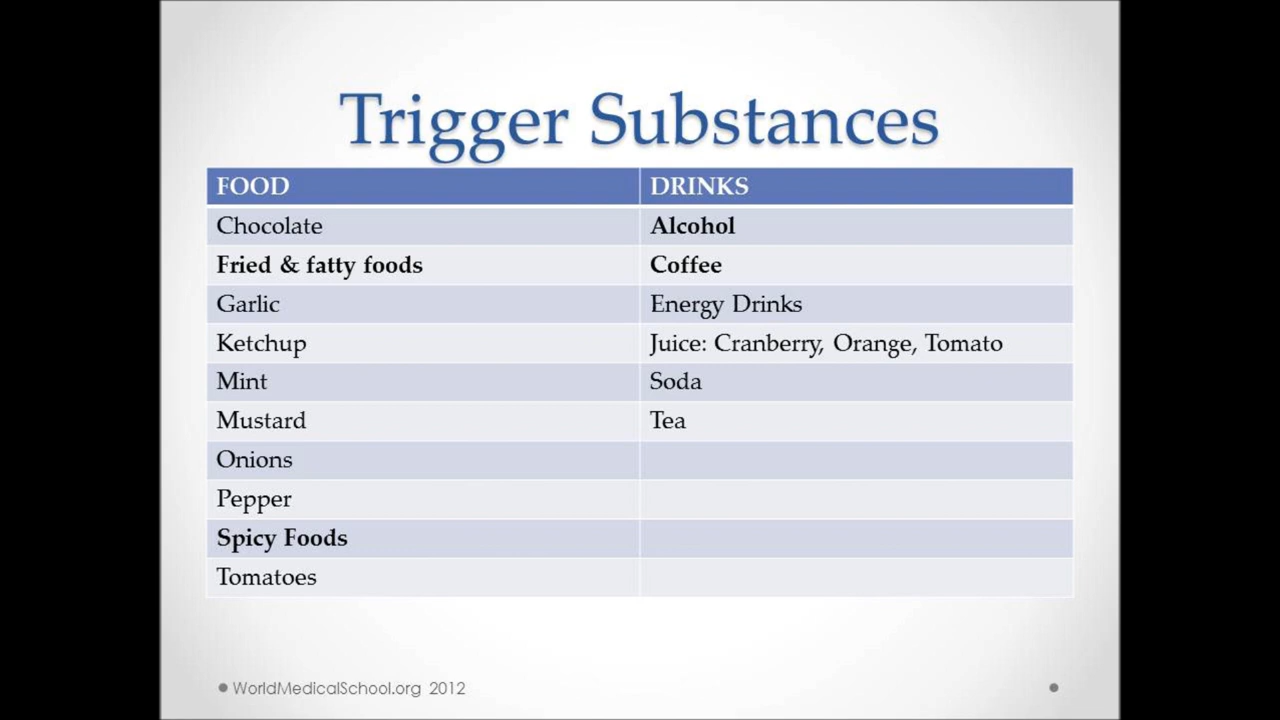 Trigger Substances
FOOD DRINKS
Chocolate Alcohol
Fried & fatty foods Coffee
Garlic Energy Drinks
Ketchup Juice: Cranberry, Orange, Tomato
Mint Soda
Mustard Tea
Onions
Pepper
Spicy Foods
Tomatoes
WorldMedicalSchool.org 2012